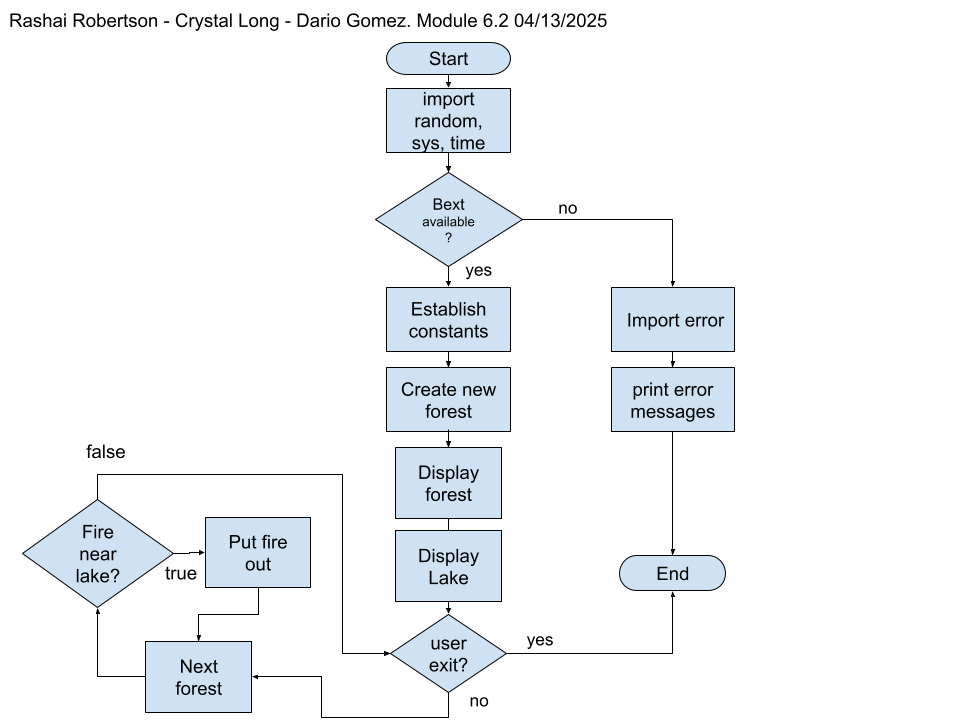 Rashai Robertson - Crystal Long - Dario Gomez. Module 6.2 04/13/2025
Start
import
random,
sys, time
Bext
available
?
no
yes
Establish
constants
Import error
Create new
forest
print error
messages
false
Display
forest
Fire
near
lake?
true
Put fire
out
Display
Lake
End
user
exit?
yes
no
Next
forest